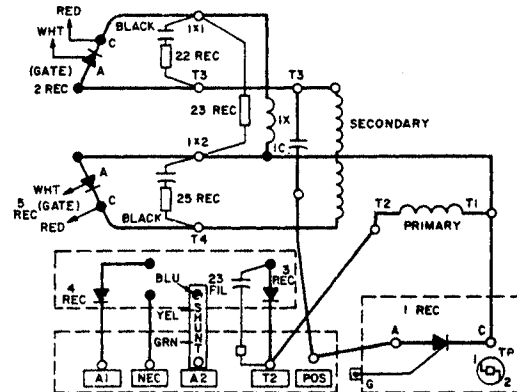 RED
WHT
C
BLACK
1X1
(GATE)
A
22 REC
2 REC
T3
T3
23
REC
1X
SECONDARY
1X2
1C
A
WHT
5
REC
(GATE)
C
25 REC
RED
BLACK
T4
T2
T1
PRIMARY
4
REC
BLU
23
FIL
3
REC
YEL
SHUNT
GRN
1 REC
A
C
TP
1
2
G
A1
NEC
A2
T2
POS